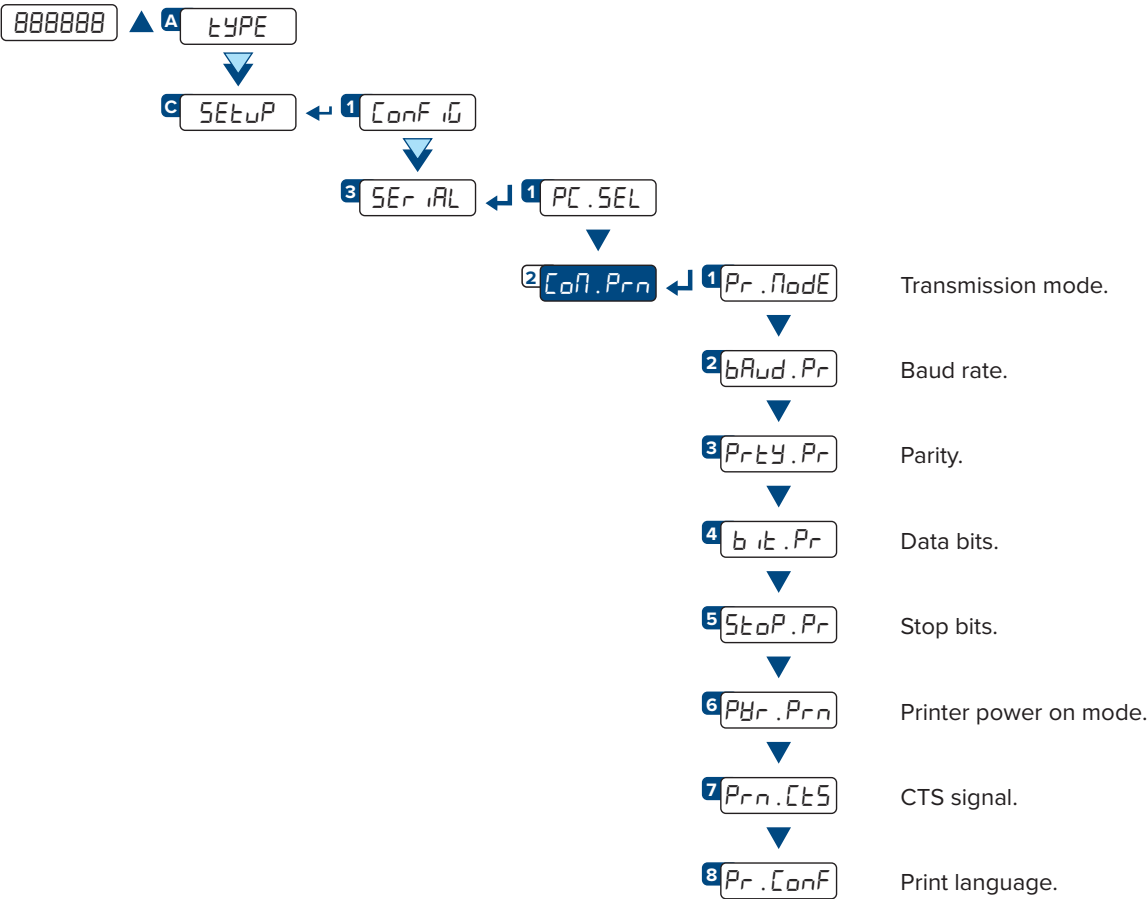 888888 A tYPE
C SEtuP 1 ConFiG
3 SEriAL 1 PC.SEL
2 CoM.Prn 1 Pr.ModE Transmission mode.
2 bAud.Pr Baud rate.
3 PrtY.Pr Parity.
4 bit.Pr Data bits.
5 StoP.Pr Stop bits.
6 PWr.Prn Printer power on mode.
7 Prn.CtS CTS signal.
8 Pr.ConF Print language.